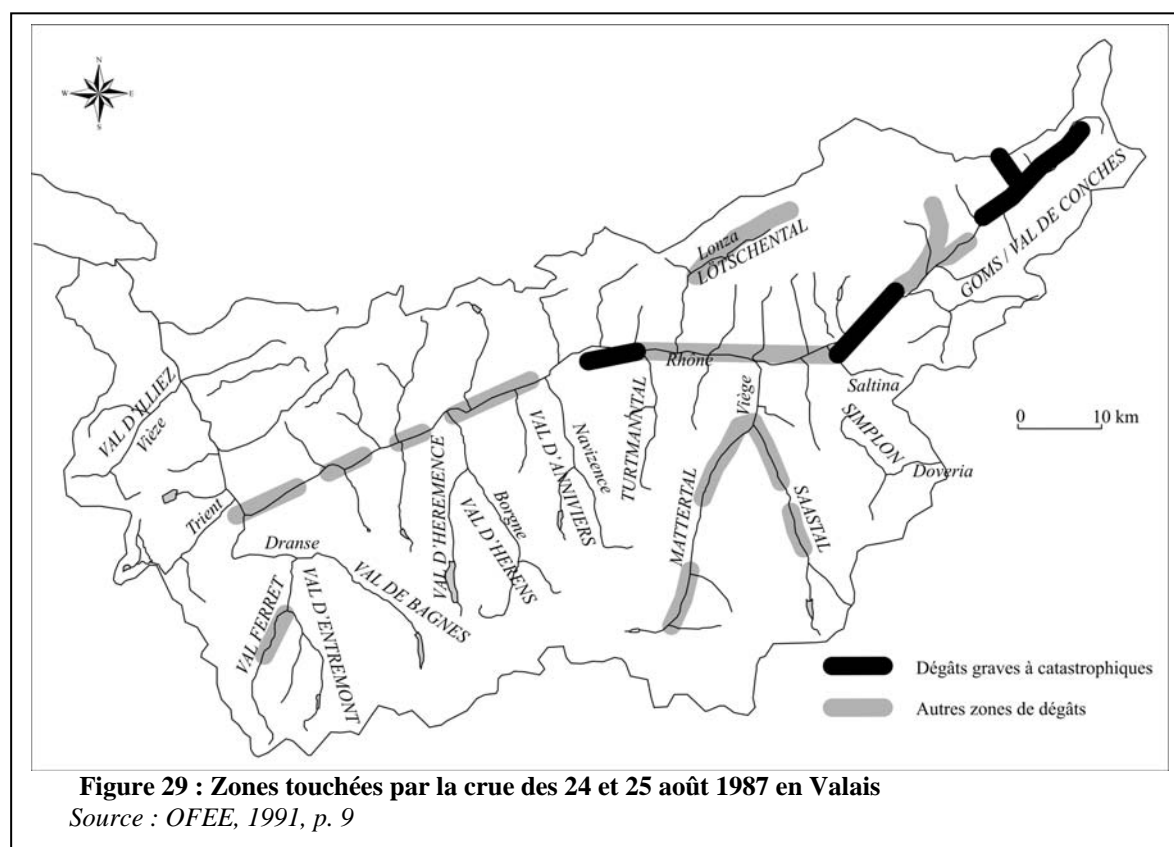 N
W
E
S
Lonza
LÖTSCHENTAL
GOMS / VAL DE CONCHES
Rhône
Saltina
VAL D'ILLIEZ
Vièze
Viège
SIMPLON
0 10 km
Doveria
VAL D'HEREMENCE
Borgne
VAL D'HERENS
VAL D'ANNIVIERS
Navizence
TURTMANNTAL
MATTERTAL
SAASTAL
Trient
Dranse
VAL FERRET
VAL D'ENTREMONT
VAL DE BAGNES
Dégâts graves à catastrophiques
Autres zones de dégâts
Figure 29 : Zones touchées par la crue des 24 et 25 août 1987 en Valais
Source : OFEE, 1991, p. 9